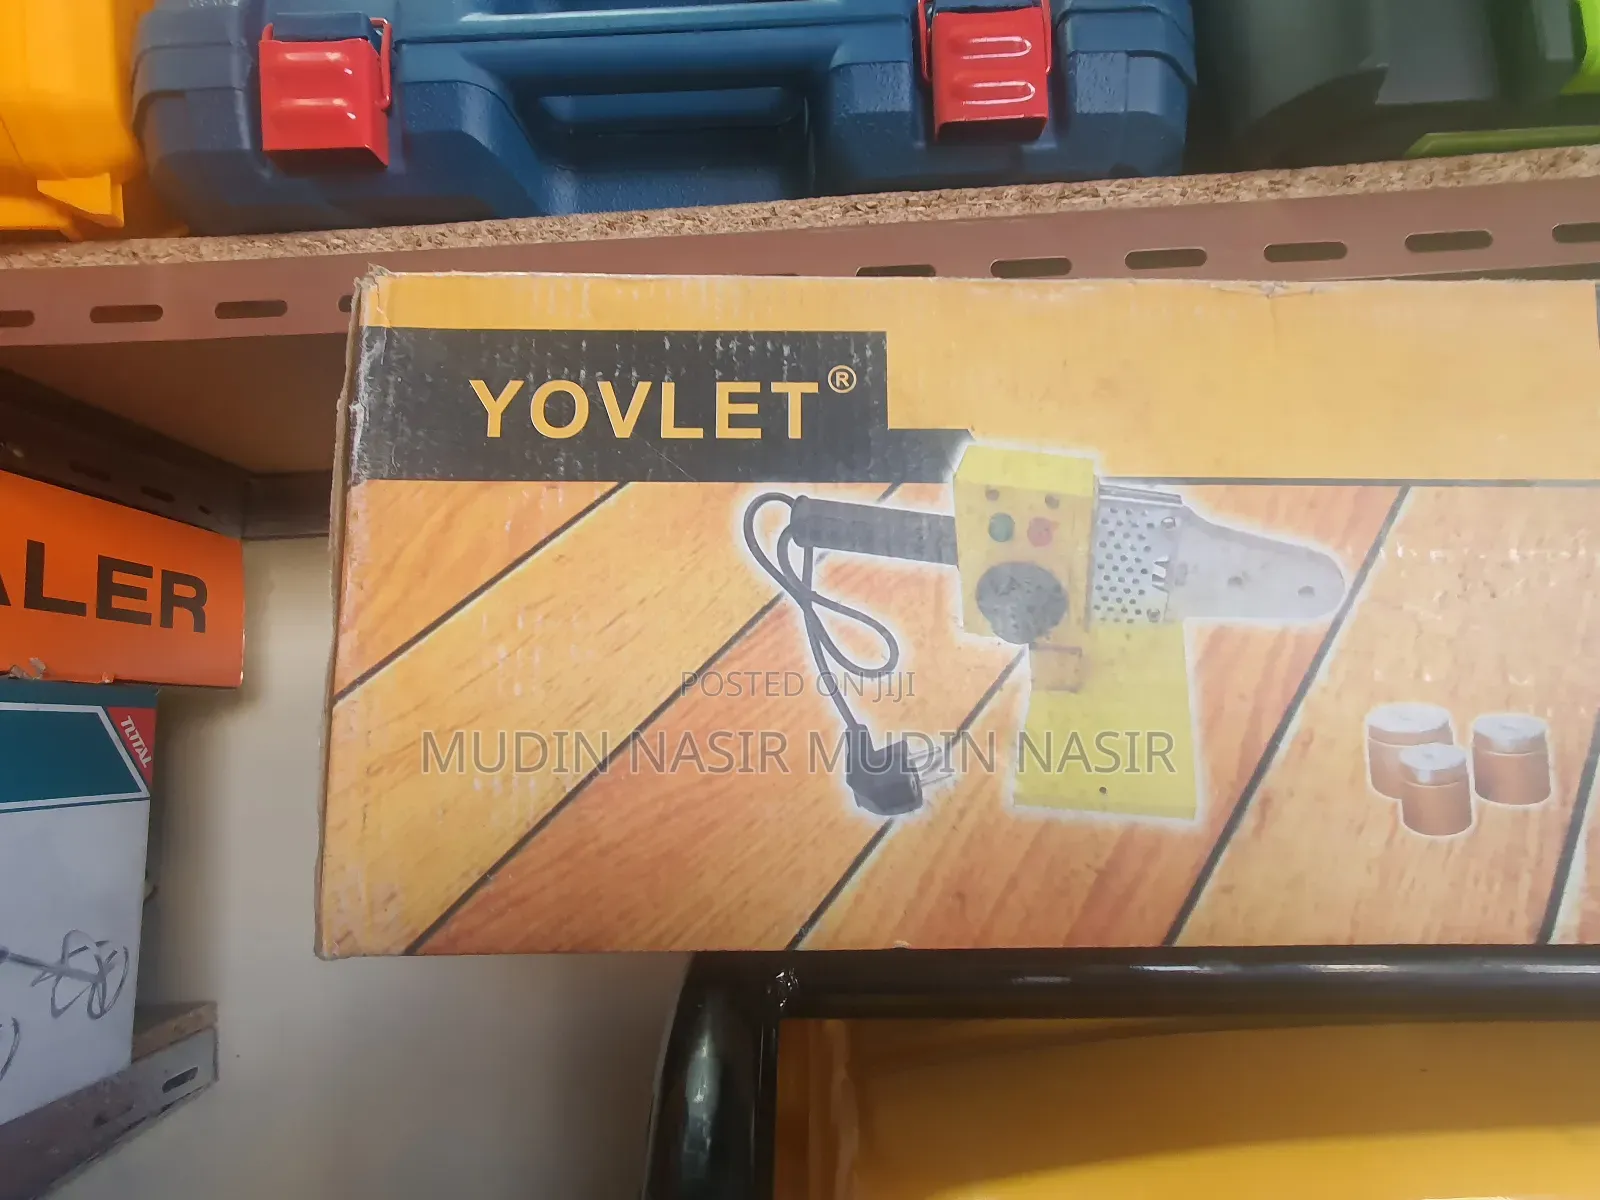 YOVLET®
ALER
TOTAL
POSTED ON JIJI
MUDIN NASIR MUDIN NASIR